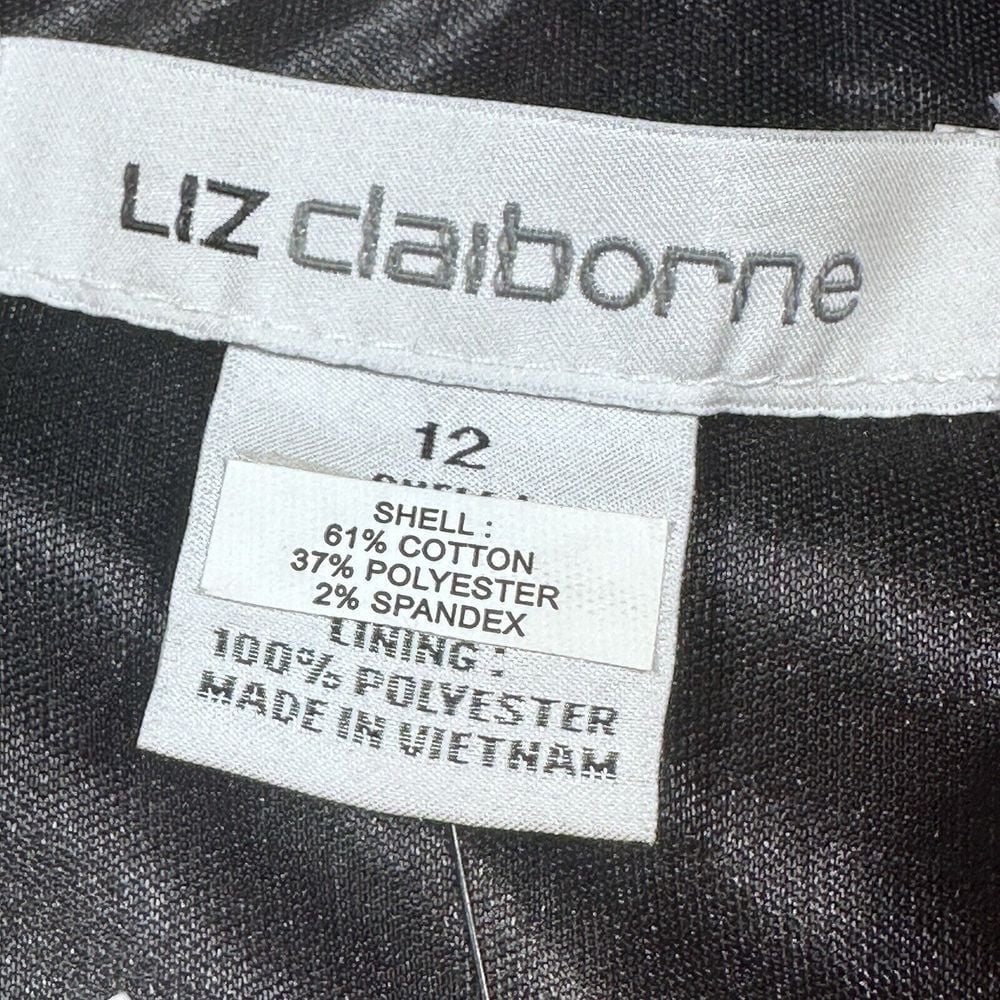 LIZ claiborne
12
SHELL :
61% COTTON
37% POLYESTER
2% SPANDEX
LINING :
100% POLYESTER
MADE IN VIETNAM